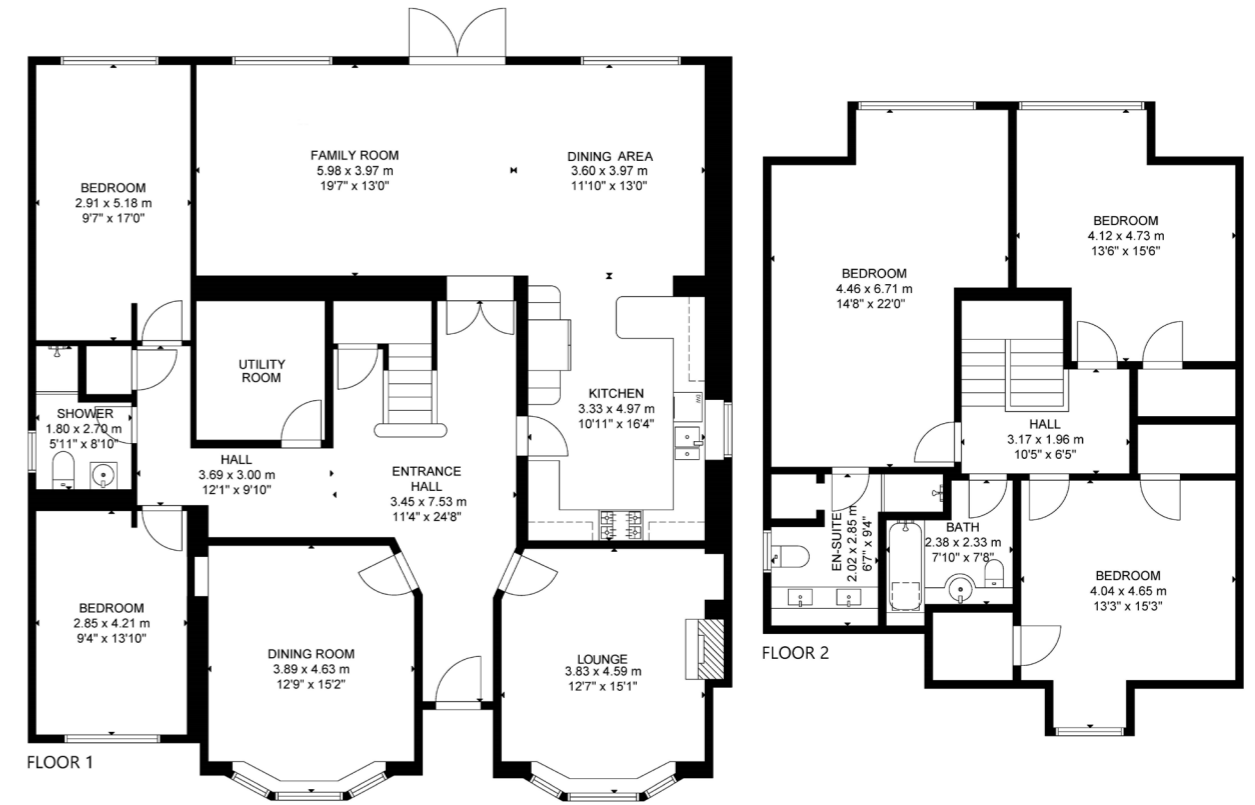 BEDROOM
2.91 x 5.18 m
9'7" x 17'0"
FAMILY ROOM
5.98 x 3.97 m
19'7" x 13'0"
DINING AREA
3.60 x 3.97 m
11'10" x 13'0"
UTILITY
ROOM
SHOWER
1.80 x 2.70 m
5'11" x 8'10"
HALL
3.69 x 3.00 m
12'1" x 9'10"
ENTRANCE
HALL
3.45 x 7.53 m
11'4" x 24'8"
KITCHEN
3.33 x 4.97 m
10'11" x 16'4"
BEDROOM
2.85 x 4.21 m
9'4" x 13'10"
DINING ROOM
3.89 x 4.63 m
12'9" x 15'2"
LOUNGE
3.83 x 4.59 m
12'7" x 15'1"
FLOOR 1
BEDROOM
4.46 x 6.71 m
14'8" x 22'0"
BEDROOM
4.12 x 4.73 m
13'6" x 15'6"
HALL
3.17 x 1.96 m
10'5" x 6'5"
EN-SUITE
2.02 x 2.85 m
6'7" x 9'4"
BATH
2.38 x 2.33 m
7'10" x 7'8"
BEDROOM
4.04 x 4.65 m
13'3" x 15'3"
FLOOR 2